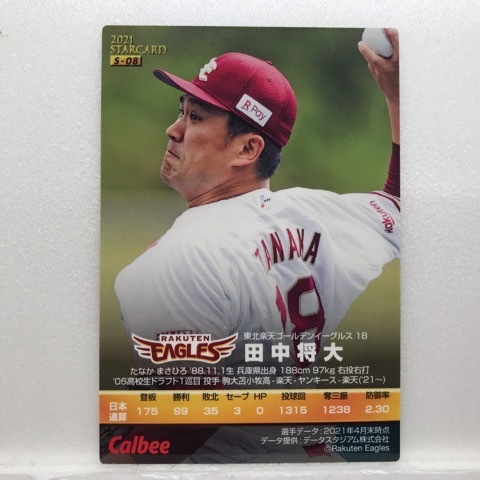 2021
STARCARD
S-08
R Pay
Rakuten
TANAKA
18
RAKUTEN
EAGLES
東北楽天ゴールデンイーグルス 18
田中将大
たなか まさひろ '88.11.1生 兵庫県出身 188cm 97kg 右投右打
'06高校生ドラフト1巡目 投手 駒大苫小牧高-楽天-ヤンキース-楽天('21~)
登板 勝利 敗北 セーブ HP 投球回 奪三振 防御率
日本通算 175 99 35 3 0 1315 1238 2.30
Calbee
選手データ:2021年4月末時点
データ提供:データスタジアム株式会社
©Rakuten Eagles